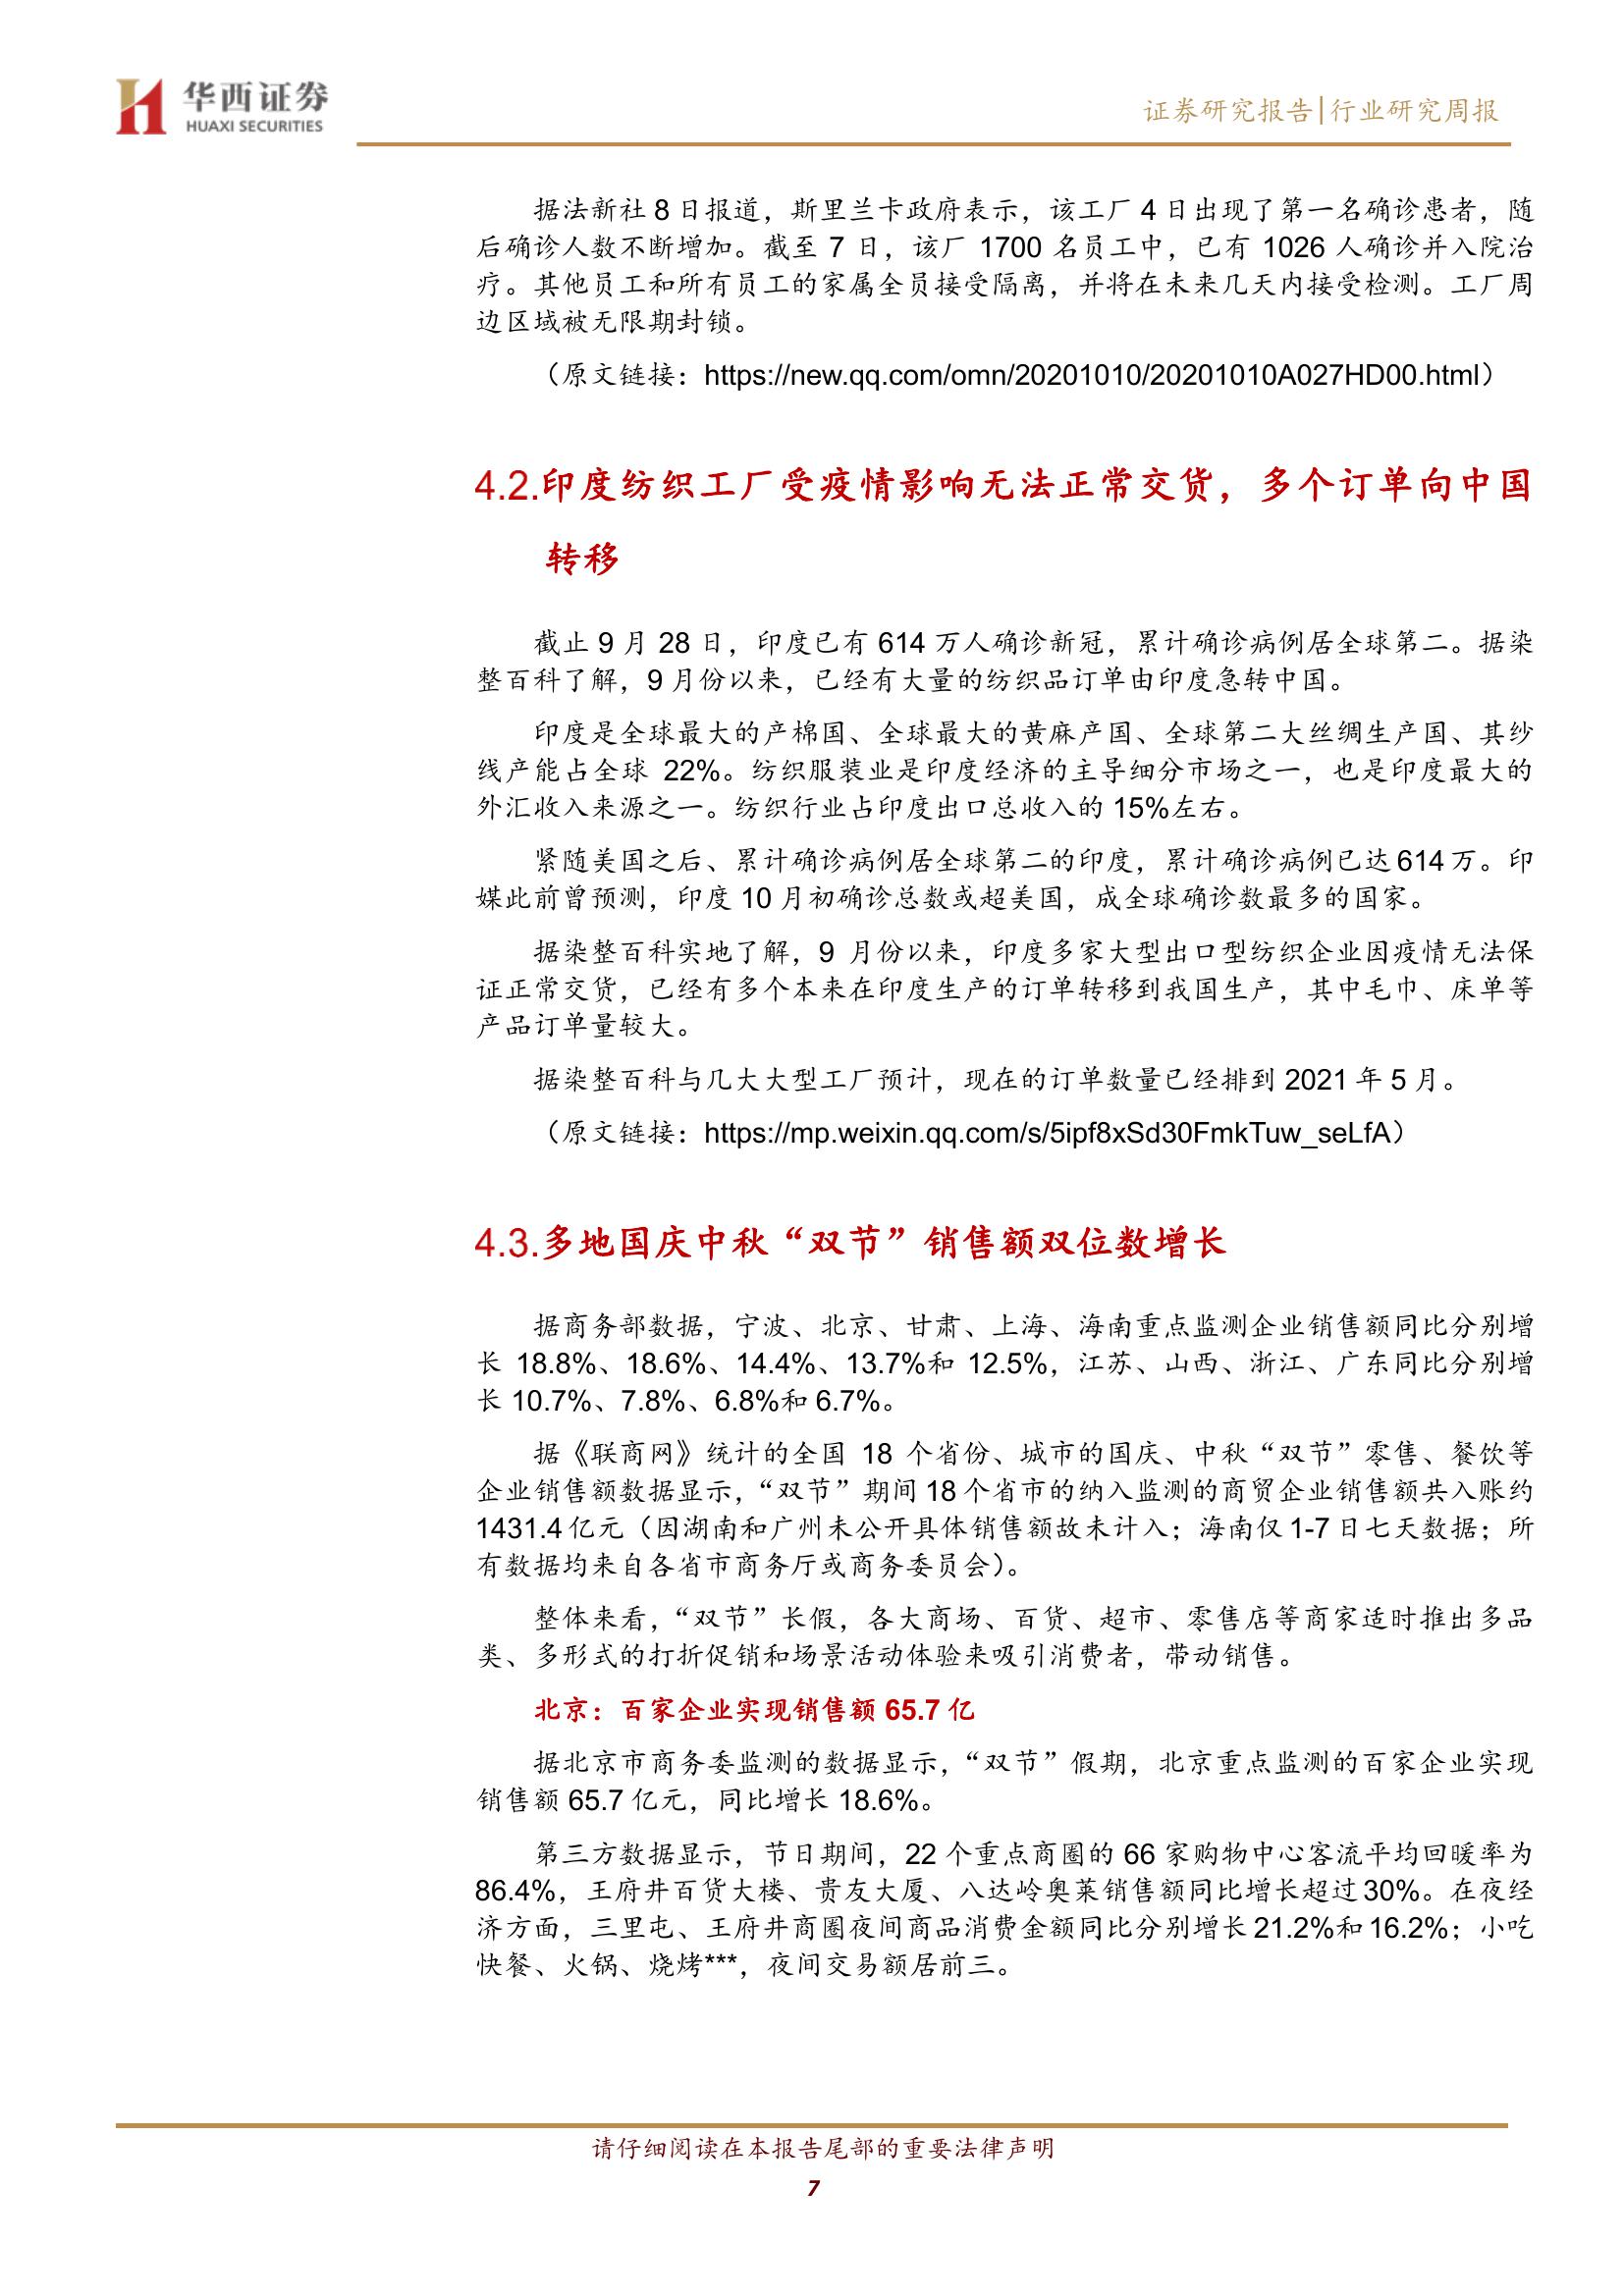 华西证券
HUAXI SECURITIES
证券研究报告|行业研究周报
据法新社 8 日报道，斯里兰卡政府表示，该工厂 4 日出现了第一名确诊患者，随
后确诊人数不断增加。截至 7 日，该厂 1700 名员工中，已有 1026 人确诊并入院治
疗。其他员工和所有员工的家属全员接受隔离，并将在未来几天内接受检测。工厂周
边区域被无限期封锁。
（原文链接：https://new.qq.com/omn/20201010/20201010A027HD00.html）
4.2.印度纺织工厂受疫情影响无法正常交货，多个订单向中国
转移
截止 9 月 28 日，印度已有 614 万人确诊新冠，累计确诊病例居全球第二。据染
整百科了解，9 月份以来，已经有大量的纺织品订单由印度急转中国。
印度是全球最大的产棉国、全球最大的黄麻产国、全球第二大丝绸生产国、其纱
线产能占全球 22%。纺织服装业是印度经济的主导细分市场之一，也是印度最大的
外汇收入来源之一。纺织行业占印度出口总收入的 15%左右。
紧随美国之后、累计确诊病例居全球第二的印度，累计确诊病例已达 614 万。印
媒此前曾预测，印度 10 月初确诊总数或超美国，成全球确诊数最多的国家。
据染整百科实地了解，9 月份以来，印度多家大型出口型纺织企业因疫情无法保
证正常交货，已经有多个本来在印度生产的订单转移到我国生产，其中毛巾、床单等
产品订单量较大。
据染整百科与几大大型工厂预计，现在的订单数量已经排到 2021 年 5 月。
（原文链接：https://mp.weixin.qq.com/s/5ipf8xSd30FmkTuw_seLfA）
4.3.多地国庆中秋“双节”销售额双位数增长
据商务部数据，宁波、北京、甘肃、上海、海南重点监测企业销售额同比分别增
长 18.8%、18.6%、14.4%、13.7%和 12.5%，江苏、山西、浙江、广东同比分别增
长 10.7%、7.8%、6.8%和 6.7%。
据《联商网》统计的全国 18 个省份、城市的国庆、中秋“双节”零售、餐饮等
企业销售额数据显示，“双节”期间 18 个省市的纳入监测的商贸企业销售额共入账约
1431.4 亿元（因湖南和广州未公开具体销售额故未计入；海南仅 1-7 日七天数据；所
有数据均来自各省市商务厅或商务委员会）。
整体来看，“双节”长假，各大商场、百货、超市、零售店等商家适时推出多品
类、多形式的打折促销和场景活动体验来吸引消费者，带动销售。
北京：百家企业实现销售额 65.7 亿
据北京市商务委监测的数据显示，“双节”假期，北京重点监测的百家企业实现
销售额 65.7 亿元，同比增长 18.6%。
第三方数据显示，节日期间，22 个重点商圈的 66 家购物中心客流平均回暖率为
86.4%，王府井百货大楼、贵友大厦、八达岭奥莱销售额同比增长超过 30%。在夜经
济方面，三里屯、王府井商圈夜间商品消费金额同比分别增长 21.2%和 16.2%；小吃
快餐、火锅、烧烤***，夜间交易额居前三。
请仔细阅读在本报告尾部的重要法律声明
7